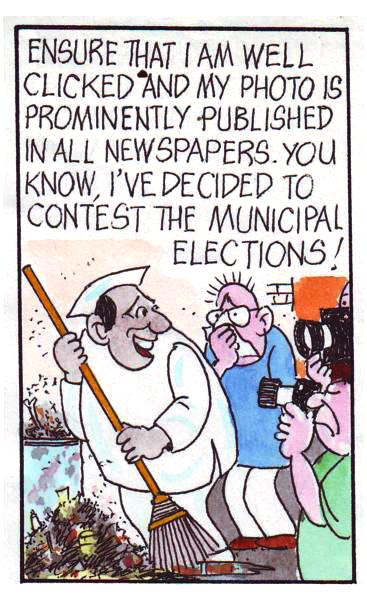 ENSURE THAT I AM WELL
CLICKED AND MY PHOTO IS
PROMINENTLY PUBLISHED
IN ALL NEWSPAPERS. YOU
KNOW, I'VE DECIDED TO
CONTEST THE MUNICIPAL
ELECTIONS!